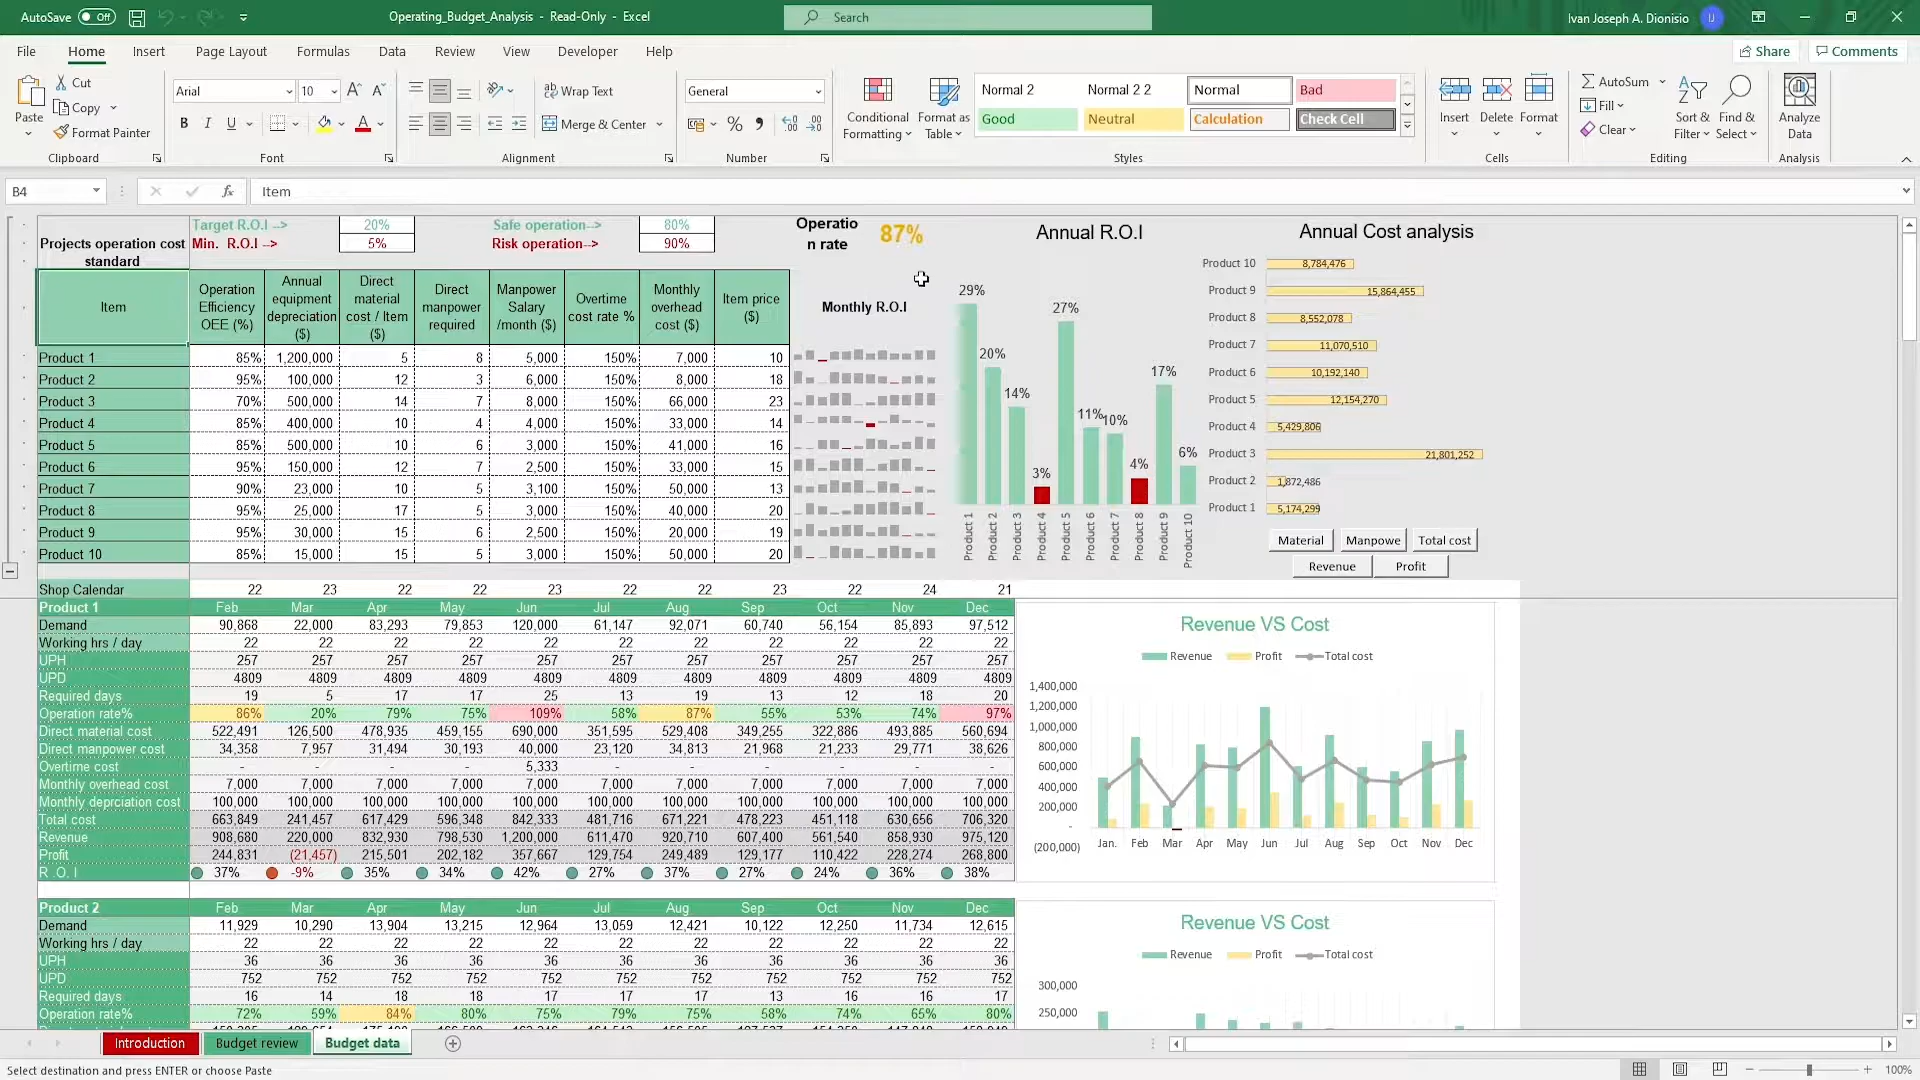 AutoSave Off Operating_Budget_Analysis - Read-Only - Excel Search Ivan Joseph A. Dionisio IJ
File Home Insert Page Layout Formulas Data Review View Developer Help Share Comments
Paste Cut Copy Format Painter
Clipboard
Arial 10 A A
B I U A
Font
ab Wrap Text
Merge & Center
Alignment
General
% 9
Number
Conditional Formatting Format as Table
Normal 2 Normal 2 2 Normal Bad
Good Neutral Calculation Check Cell
Styles
Insert Delete Format
Cells
AutoSum Fill Clear Sort & Filter Find & Select
Editing
Analyze Data
Analysis
B4 fx Item
Projects operation cost standard
Target R.O.I --> 20% Safe operation--> 80%
Min. R.O.I --> 5% Risk operation--> 90%
Operatio n rate 87%
Item Operation Efficiency OEE (%) Annual equipment depreciation ($) Direct material cost / Item ($) Direct manpower required Manpower Salary /month ($) Overtime cost rate % Monthly overhead cost ($) Item price ($)
Product 1 85% 1,200,000 5 8 5,000 150% 7,000 10
Product 2 95% 100,000 12 3 6,000 150% 8,000 18
Product 3 70% 500,000 14 7 8,000 150% 66,000 23
Product 4 85% 400,000 10 4 4,000 150% 33,000 14
Product 5 85% 500,000 10 6 3,000 150% 41,000 16
Product 6 95% 150,000 12 7 2,500 150% 33,000 15
Product 7 90% 23,000 10 5 3,100 150% 50,000 13
Product 8 95% 25,000 17 5 3,000 150% 40,000 20
Product 9 95% 30,000 15 6 2,500 150% 20,000 19
Product 10 85% 15,000 15 5 3,000 150% 50,000 20
Monthly R.O.I
Annual R.O.I
29% 20% 14% 3% 27% 11% 10% 4% 17% 6%
Product 1 Product 2 Product 3 Product 4 Product 5 Product 6 Product 7 Product 8 Product 9 Product 10
Annual Cost analysis
Product 10 8,784,476
Product 9 15,864,455
Product 8 8,552,078
Product 7 11,070,510
Product 6 10,192,140
Product 5 12,154,270
Product 4 5,429,806
Product 3 21,801,252
Product 2 1,872,486
Product 1 5,174,299
Material Manpowe Total cost
Revenue Profit
Shop Calendar 22 23 22 22 23 22 22 23 22 24 21
Product 1 Feb Mar Apr May Jun Jul Aug Sep Oct Nov Dec
Demand 90,868 22,000 83,293 79,853 120,000 61,147 92,071 60,740 56,154 85,893 97,512
Working hrs / day 22 22 22 22 22 22 22 22 22 22 22
UPH 257 257 257 257 257 257 257 257 257 257 257
UPD 4809 4809 4809 4809 4809 4809 4809 4809 4809 4809 4809
Required days 19 5 17 17 25 13 19 13 12 18 20
Operation rate% 86% 20% 79% 75% 109% 58% 87% 55% 53% 74% 97%
Direct material cost 522,491 126,500 478,935 459,155 690,000 351,595 529,408 349,255 322,886 493,885 560,694
Direct manpower cost 34,358 7,957 31,494 30,193 40,000 23,120 34,813 21,968 21,233 29,771 38,626
Overtime cost - - - - 5,333 - - - - - -
Monthly overhead cost 7,000 7,000 7,000 7,000 7,000 7,000 7,000 7,000 7,000 7,000 7,000
Monthly deprciation cost 100,000 100,000 100,000 100,000 100,000 100,000 100,000 100,000 100,000 100,000 100,000
Total cost 663,849 241,457 617,429 596,348 842,333 481,716 671,221 478,223 451,118 630,656 706,320
Revenue 908,680 220,000 832,930 798,530 1,200,000 611,470 920,710 607,400 561,540 858,930 975,120
Profit 244,831 (21,457) 215,501 202,182 357,667 129,754 249,489 129,177 110,422 228,274 268,800
R .O. I 37% -9% 35% 34% 42% 27% 37% 27% 24% 36% 38%
Revenue VS Cost
Revenue Profit Total cost
1,400,000
1,200,000
1,000,000
800,000
600,000
400,000
200,000
-
(200,000)
Jan. Feb Mar Apr May Jun Jul Aug Sep Oct Nov Dec
Product 2 Feb Mar Apr May Jun Jul Aug Sep Oct Nov Dec
Demand 11,929 10,290 13,904 13,215 12,964 13,059 12,421 10,122 12,250 11,734 12,615
Working hrs / day 22 22 22 22 22 22 22 22 22 22 22
UPH 36 36 36 36 36 36 36 36 36 36 36
UPD 752 752 752 752 752 752 752 752 752 752 752
Required days 16 14 18 18 17 17 17 13 16 16 17
Operation rate% 72% 59% 84% 80% 75% 79% 75% 58% 74% 65% 80%
Revenue VS Cost
Revenue Profit Total cost
300,000
250,000
Introduction Budget review Budget data
Select destination and press ENTER or choose Paste 100%